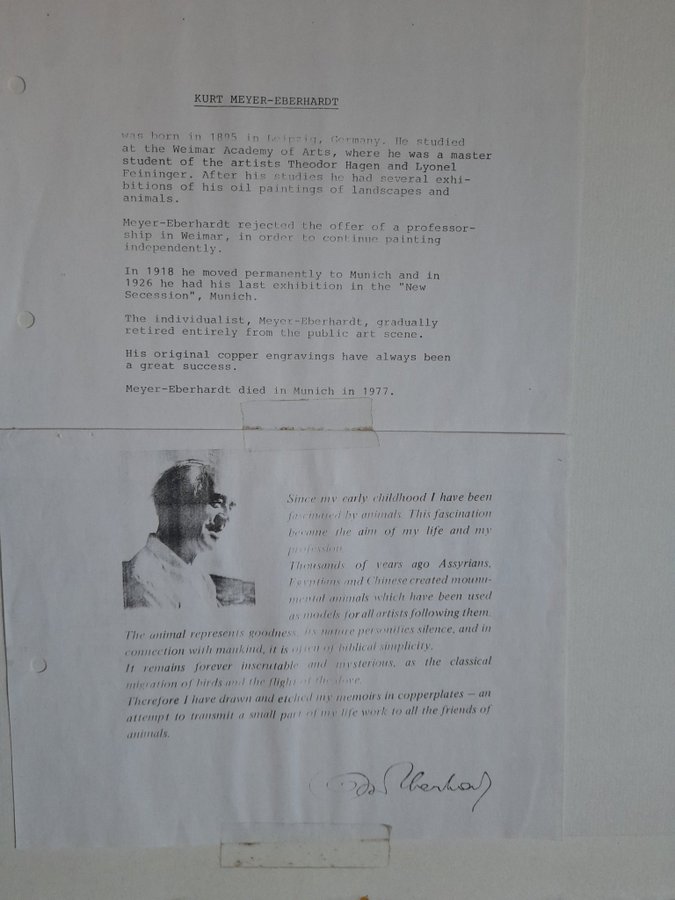 KURT MEYER-EBERHARDT
was born in 1895 in Leipzig, Germany. He studied
at the Weimar Academy of Arts, where he was a master
student of the artists Theodor Hagen and Lyonel
Feininger. After his studies he had several exhi-
bitions of his oil paintings of landscapes and
animals.
Meyer-Eberhardt rejected the offer of a professor-
ship in Weimar, in order to continue painting
independently.
In 1918 he moved permanently to Munich and in
1926 he had his last exhibition in the "New
Secession", Munich.
The individualist, Meyer-Eberhardt, gradually
retired entirely from the public art scene.
His original copper engravings have always been
a great success.
Meyer-Eberhardt died in Munich in 1977.
Since my early childhood I have been
fascinated by animals. This fascination
became the aim of my life and my
profession.
Thousands of years ago Assyrians,
Egyptians and Chinese created mounu-
mental animals which have been used
as models for all artists following them.
The animal represents goodness, its nature personifies silence, and in
connection with mankind, it is often of biblical simplicity.
It remains forever inscrutable and mysterious, as the classical
migration of birds and the flight of the dove.
Therefore I have drawn and etched my memoirs in copperplates – an
attempt to transmit a small part of my life work to all the friends of
animals.
Eberhardt